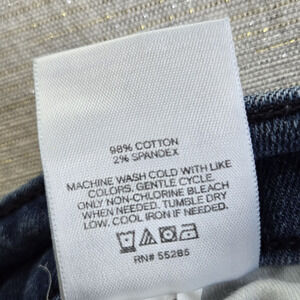 98% COTTON
2% SPANDEX
MACHINE WASH COLD WITH LIKE
COLORS. GENTLE CYCLE.
ONLY NON-CHLORINE BLEACH
WHEN NEEDED. TUMBLE DRY
LOW. COOL IRON IF NEEDED.
RN# 55285